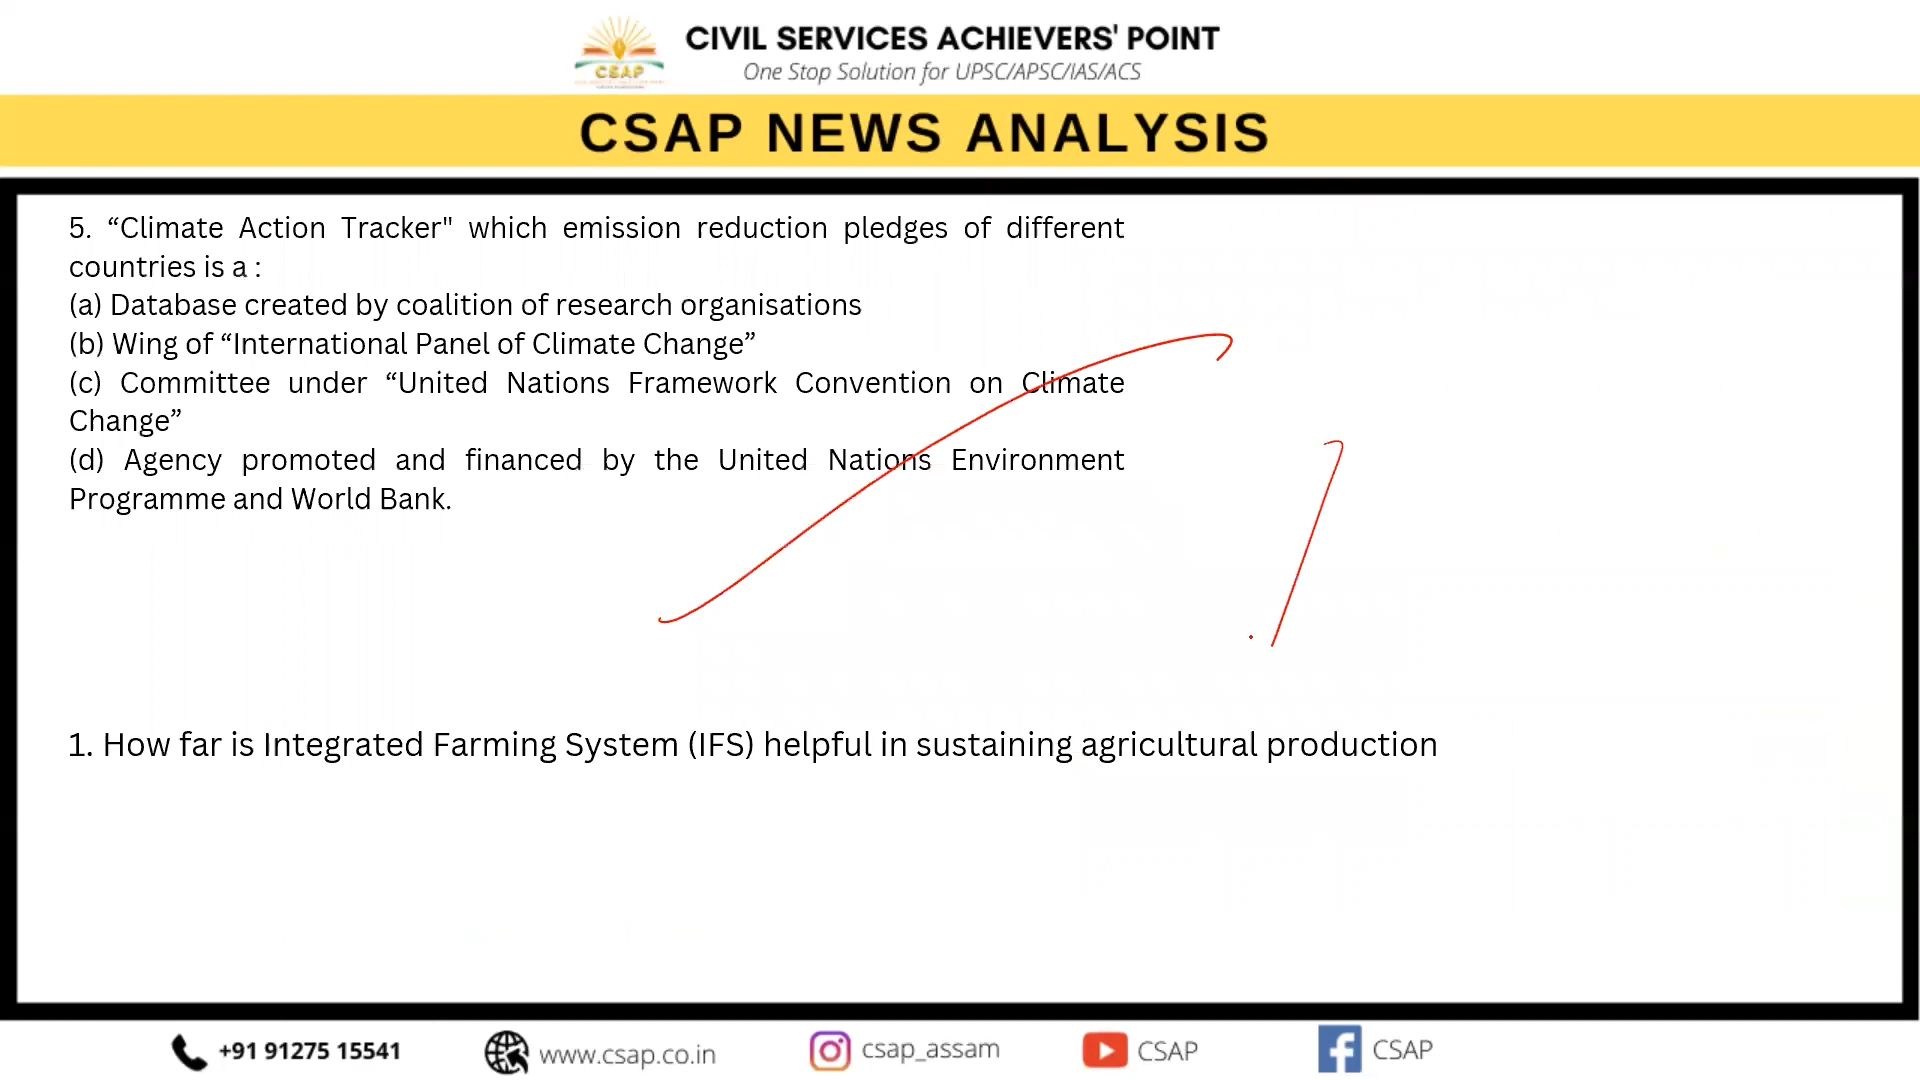 CIVIL SERVICES ACHIEVERS' POINT
CSAP
One Stop Solution for UPSC/APSC/IAS/ACS
CSAP NEWS ANALYSIS
5. “Climate Action Tracker" which emission reduction pledges of different
countries is a :
(a) Database created by coalition of research organisations
(b) Wing of “International Panel of Climate Change”
(c) Committee under “United Nations Framework Convention on Climate
Change”
(d) Agency promoted and financed by the United Nations Environment
Programme and World Bank.
1. How far is Integrated Farming System (IFS) helpful in sustaining agricultural production
+91 91275 15541
www.csap.co.in
csap_assam
CSAP
CSAP